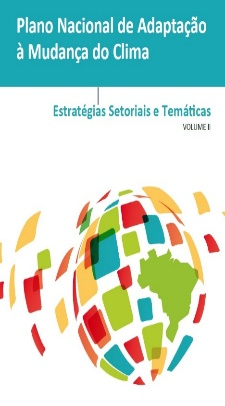 Plano Nacional de Adaptação
à Mudança do Clima
Estratégias Setoriais e Temáticas
VOLUME II